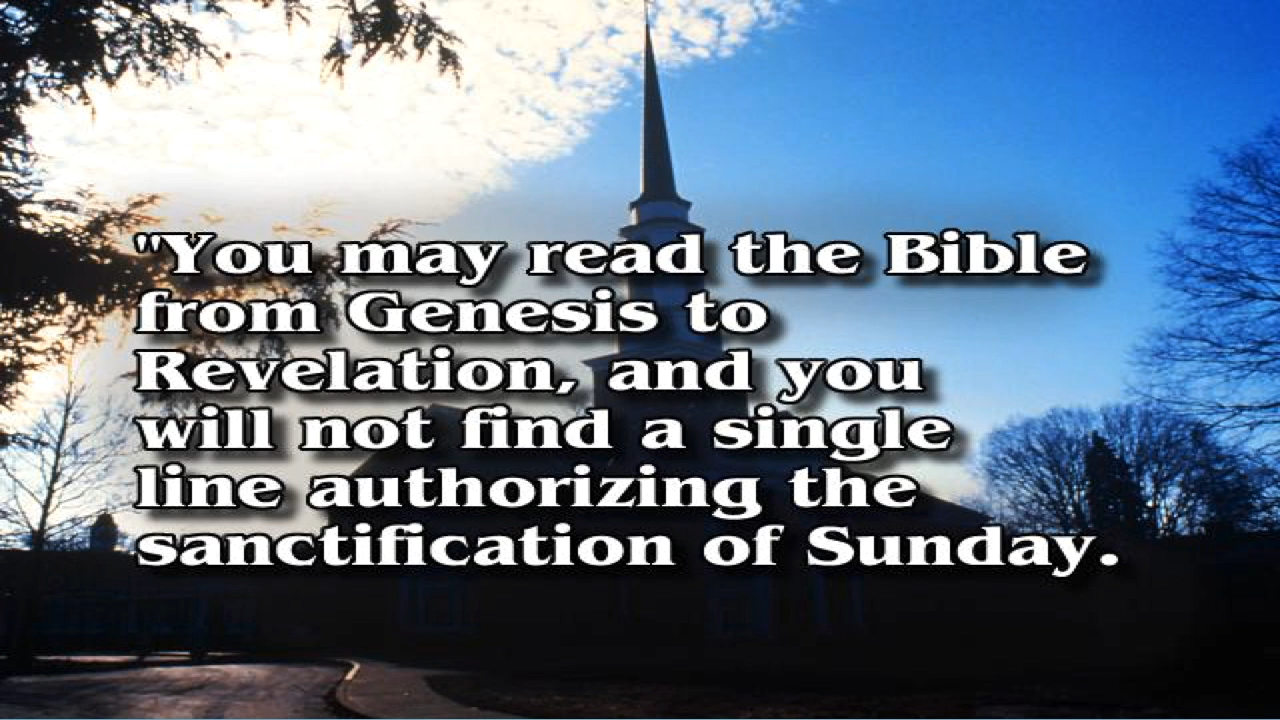 "You may read the Bible
from Genesis to
Revelation, and you
will not find a single
line authorizing the
sanctification of Sunday.